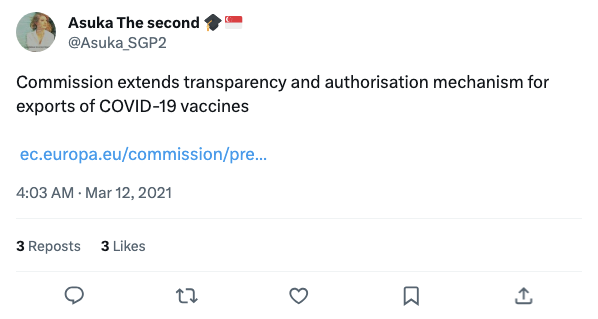 Asuka The second 🎓🇸🇬
@Asuka_SGP2
Commission extends transparency and authorisation mechanism for
exports of COVID-19 vaccines
ec.europa.eu/commission/pre...
4:03 AM · Mar 12, 2021
3 Reposts 3 Likes